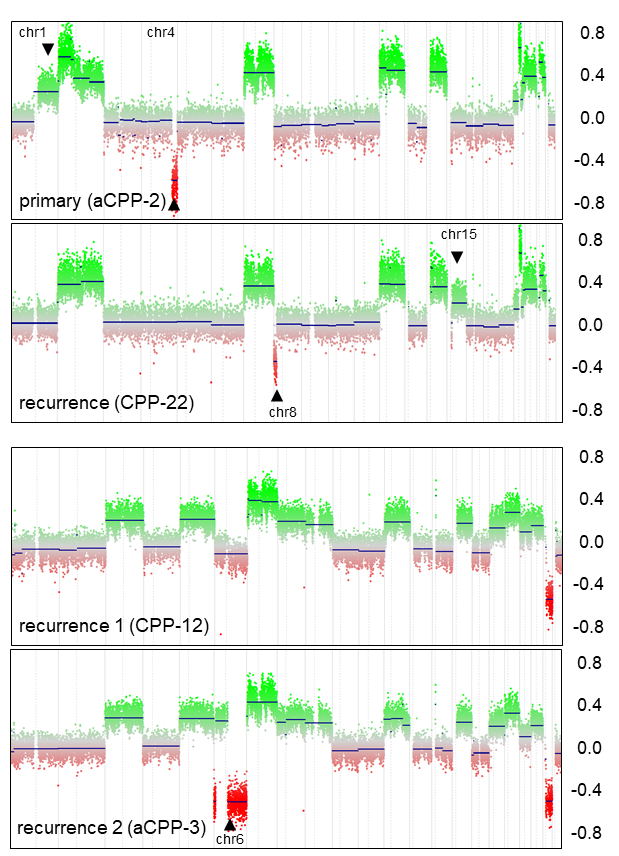 chr1
chr4
0.8
0.4
0.0
-0.4
-0.8
primary (aCPP-2)
chr15
0.8
0.4
0.0
-0.4
-0.8
recurrence (CPP-22)
chr8
0.8
0.4
0.0
-0.4
-0.8
recurrence 1 (CPP-12)
0.8
0.4
0.0
-0.4
-0.8
recurrence 2 (aCPP-3)
chr6